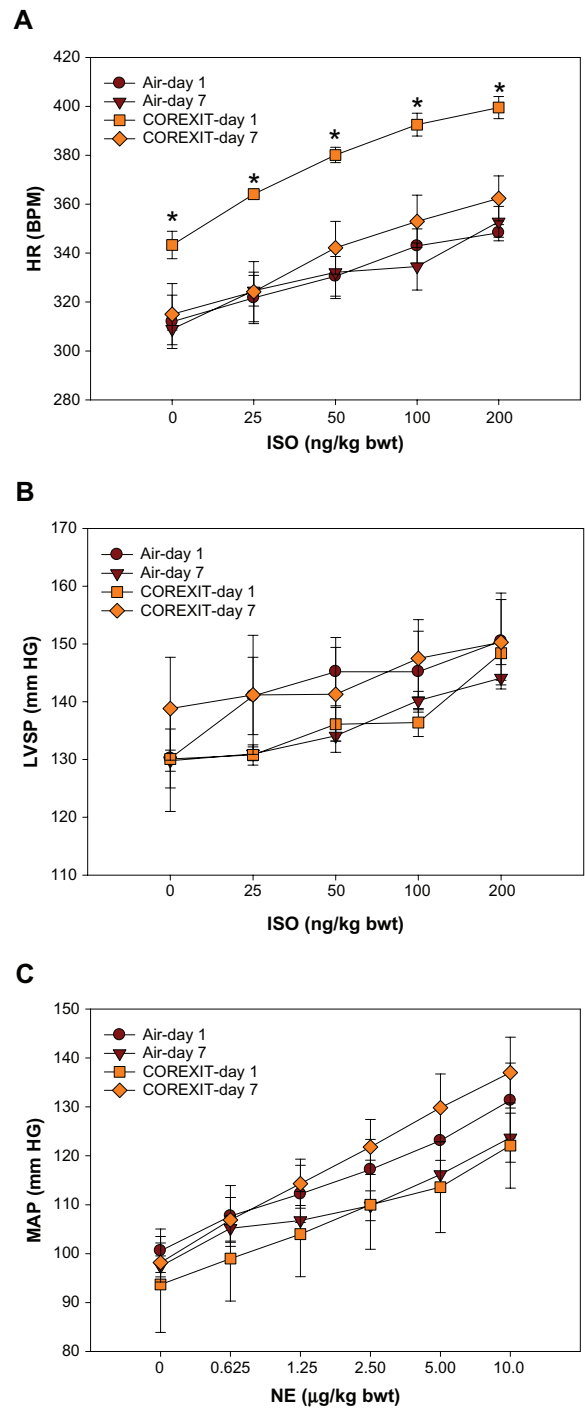 A
420
400
380
360
340
320
300
280
HR (BPM)
Air-day 1
Air-day 7
COREXIT-day 1
COREXIT-day 7
* * * * *
0 25 50 100 200
ISO (ng/kg bwt)
B
170
160
150
140
130
120
110
LVSP (mm HG)
Air-day 1
Air-day 7
COREXIT-day 1
COREXIT-day 7
0 25 50 100 200
ISO (ng/kg bwt)
C
150
140
130
120
110
100
90
80
MAP (mm HG)
Air-day 1
Air-day 7
COREXIT-day 1
COREXIT-day 7
0 0.625 1.25 2.50 5.00 10.0
NE (μg/kg bwt)